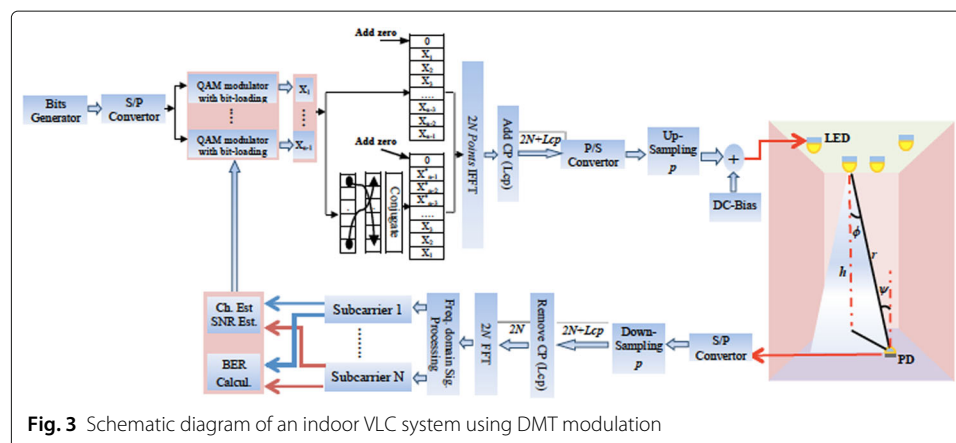 Bits
Generator
S/P
Convertor
QAM modulator
with bit-loading
⋮
QAM modulator
with bit-loading
X₁
Xₙ₋₁
Add zero
0
X₁
X₂
X₃
....
Xₙ₋₃
Xₙ₋₂
Xₙ₋₁
Add zero
Conjugate
0
X*ₙ₋₁
X*ₙ₋₂
X*ₙ₋₃
....
X₃
X₂
X₁
2N Points IFFT
Add CP (Lcp)
2N+Lcp
P/S
Convertor
Up-
Sampling
p
+
DC-Bias
LED
ϕ
r
h
ψ
PD
S/P
Convertor
Down-
Sampling
p
2N+Lcp
Remove CP (Lcp)
2N
2N FFT
Freq. domain Sig.
Processing
Subcarrier 1
Subcarrier N
Ch. Est
SNR Est.
BER
Calcul.
Fig. 3 Schematic diagram of an indoor VLC system using DMT modulation